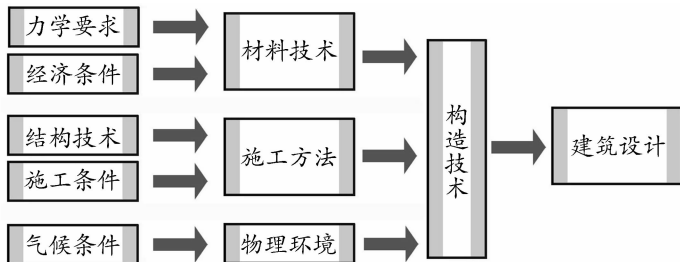 力学要求
经济条件
材料技术
结构技术
施工条件
施工方法
气候条件
物理环境
构造技术
建筑设计